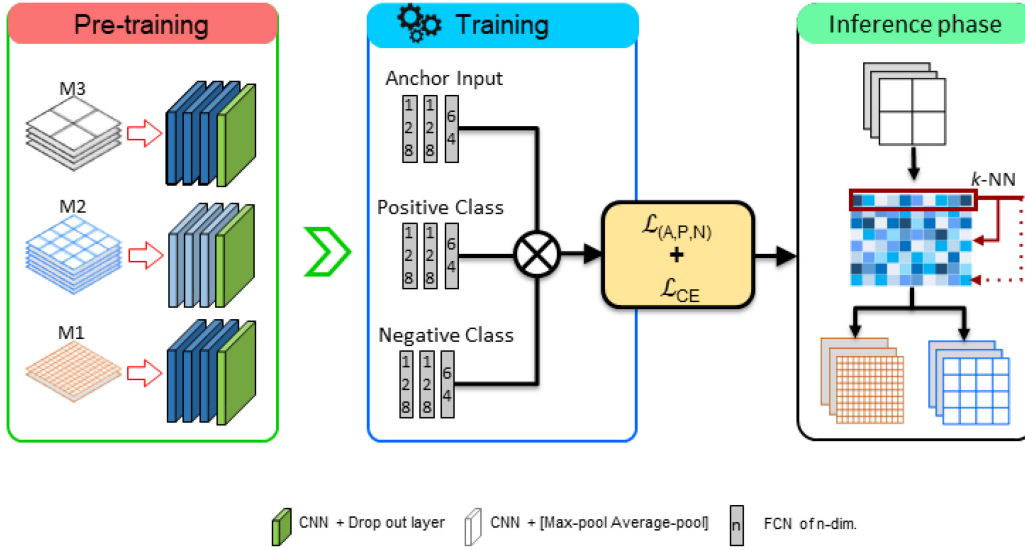 Pre-training
Training
Inference phase
M3
M2
M1
Anchor Input
1 2 8
1 2 8
6 4
Positive Class
1 2 8
1 2 8
6 4
Negative Class
1 2 8
1 2 8
6 4
ℒ(A,P,N)
+
ℒCE
k-NN
CNN + Drop out layer
CNN + [Max-pool Average-pool]
n
FCN of n-dim.